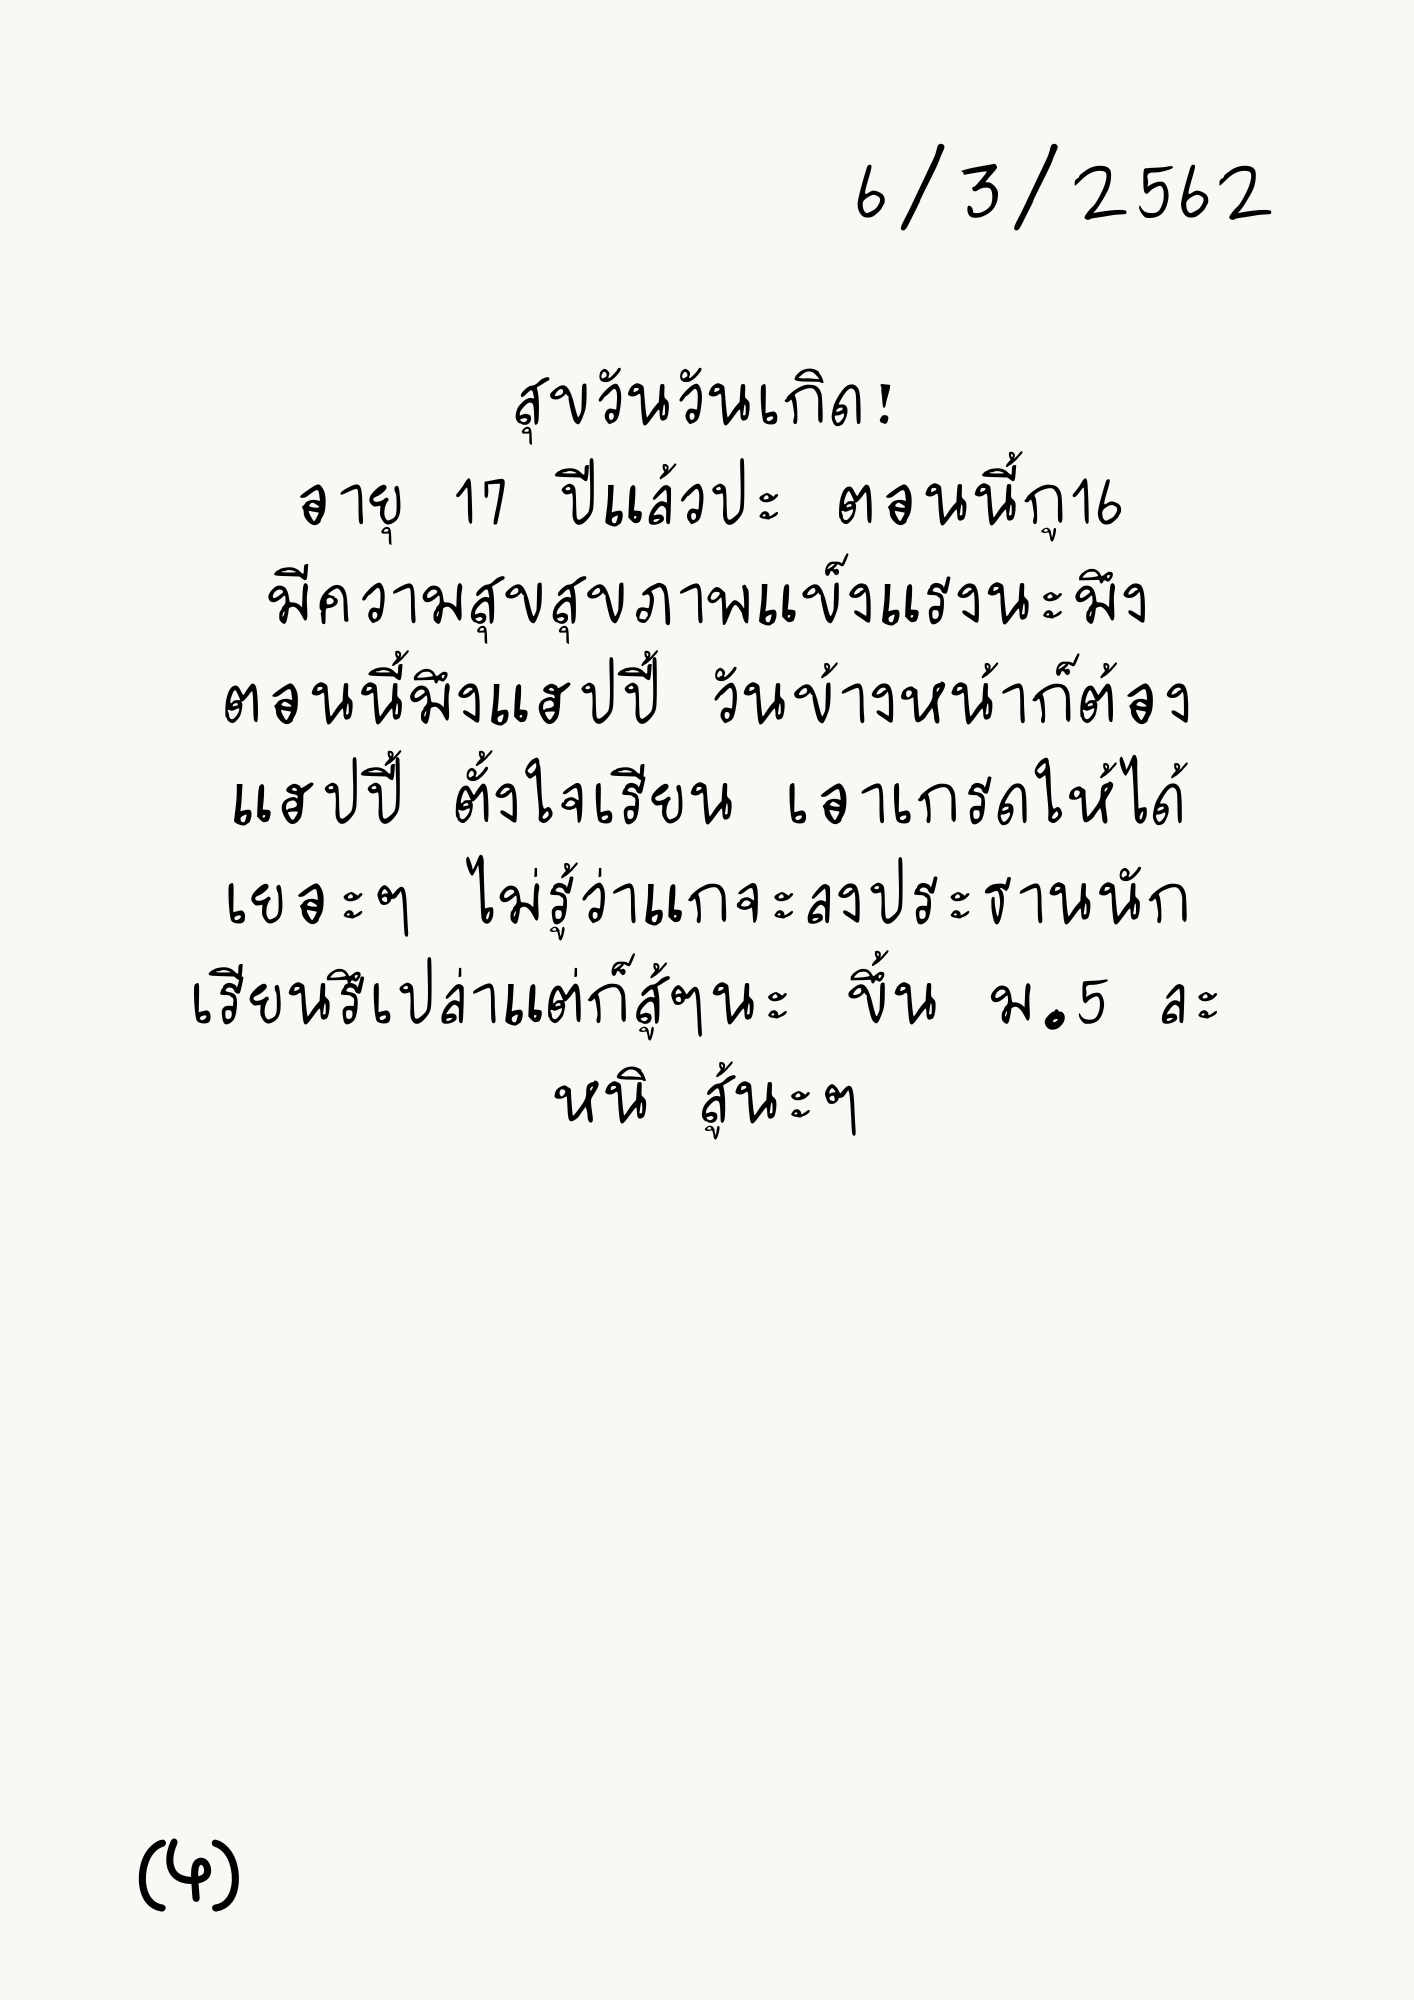 6/3/2562
สุขวันวันเกิด!
อายุ 17 ปีแล้วปะ ตอนนี้กู16
มีความสุขสุขภาพแข็งแรงนะมึง
ตอนนี้มึงแฮปปี้ วันข้างหน้าก็ต้อง
แฮปปี้ ตั้งใจเรียน เอาเกรดให้ได้
เยอะๆ ไม่รู้ว่าแกจะลงประธานนัก
เรียนรึเปล่าแต่ก็สู้ๆนะ ขึ้น ม.5 ละ
หนิ สู้นะๆ
(4)